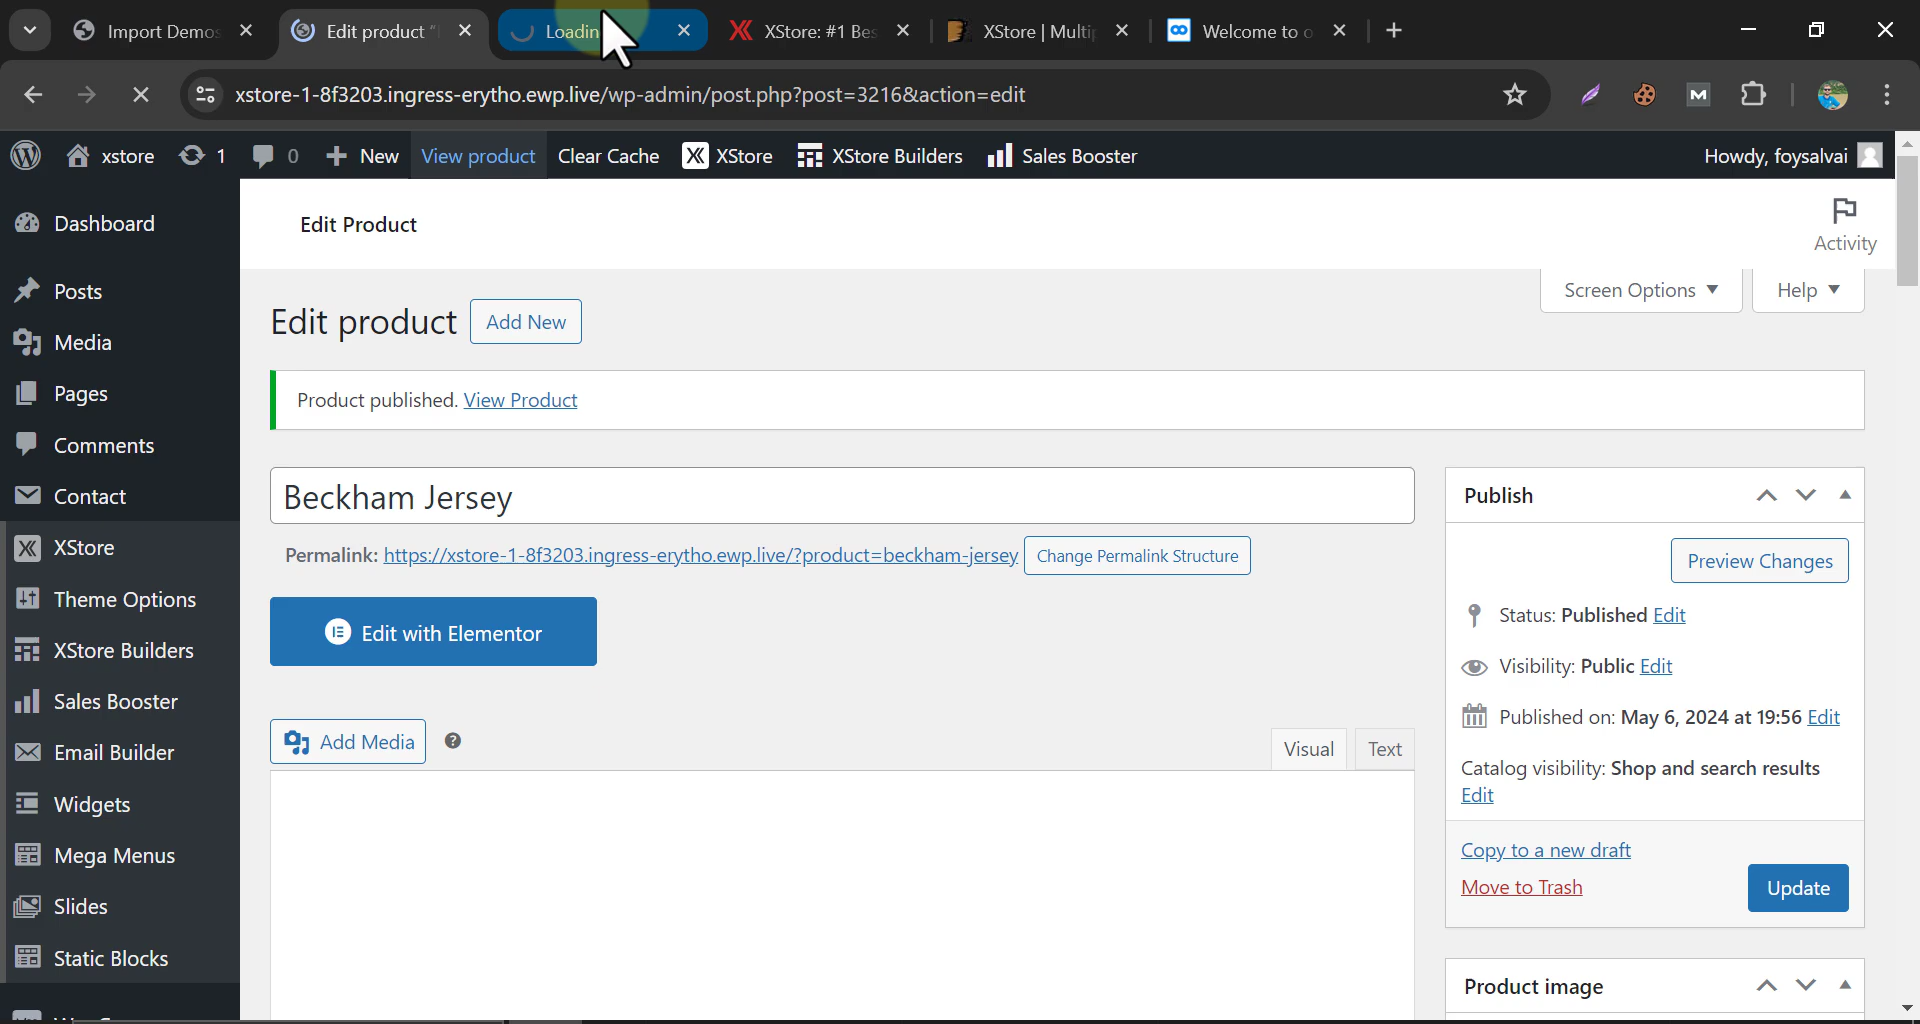 Import Demos
Edit product "
Loadin
XStore: #1 Bes
XStore | Multip
Welcome to o
xstore-1-8f3203.ingress-erytho.ewp.live/wp-admin/post.php?post=3216&action=edit
xstore
1
0
New
View product
Clear Cache
XStore
XStore Builders
Sales Booster
Howdy, foysalvai
Dashboard
Posts
Media
Pages
Comments
Contact
XStore
Theme Options
XStore Builders
Sales Booster
Email Builder
Widgets
Mega Menus
Slides
Static Blocks
Edit Product
Activity
Screen Options
Help
Edit product
Add New
Product published. View Product
Beckham Jersey
Permalink: https://xstore-1-8f3203.ingress-erytho.ewp.live/?product=beckham-jersey
Change Permalink Structure
Edit with Elementor
Add Media
Visual
Text
Publish
Preview Changes
Status: Published Edit
Visibility: Public Edit
Published on: May 6, 2024 at 19:56 Edit
Catalog visibility: Shop and search results
Edit
Copy to a new draft
Move to Trash
Update
Product image